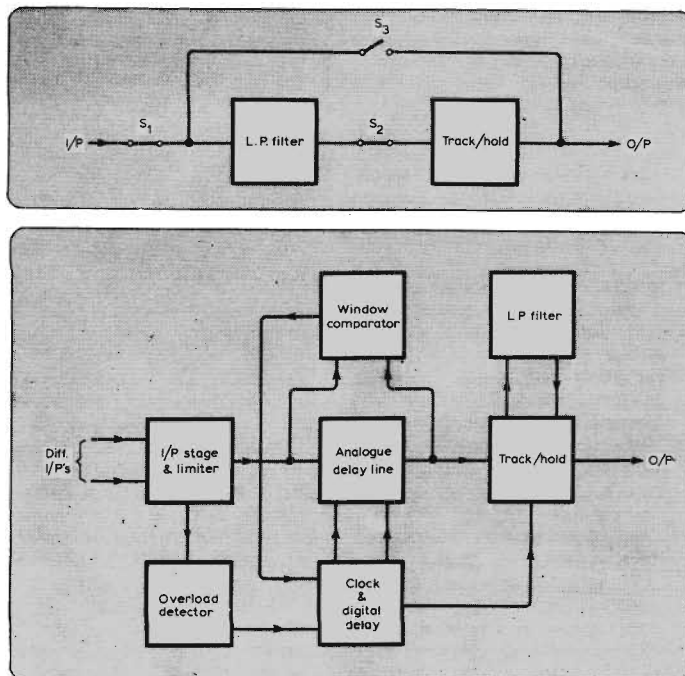 S3
S1
S2
I/P
L.P. filter
Track/hold
O/P
Window
comparator
L.P filter
Diff.
I/P's
I/P stage
& limiter
Analogue
delay line
Track/hold
O/P
Overload
detector
Clock
&
digital
delay